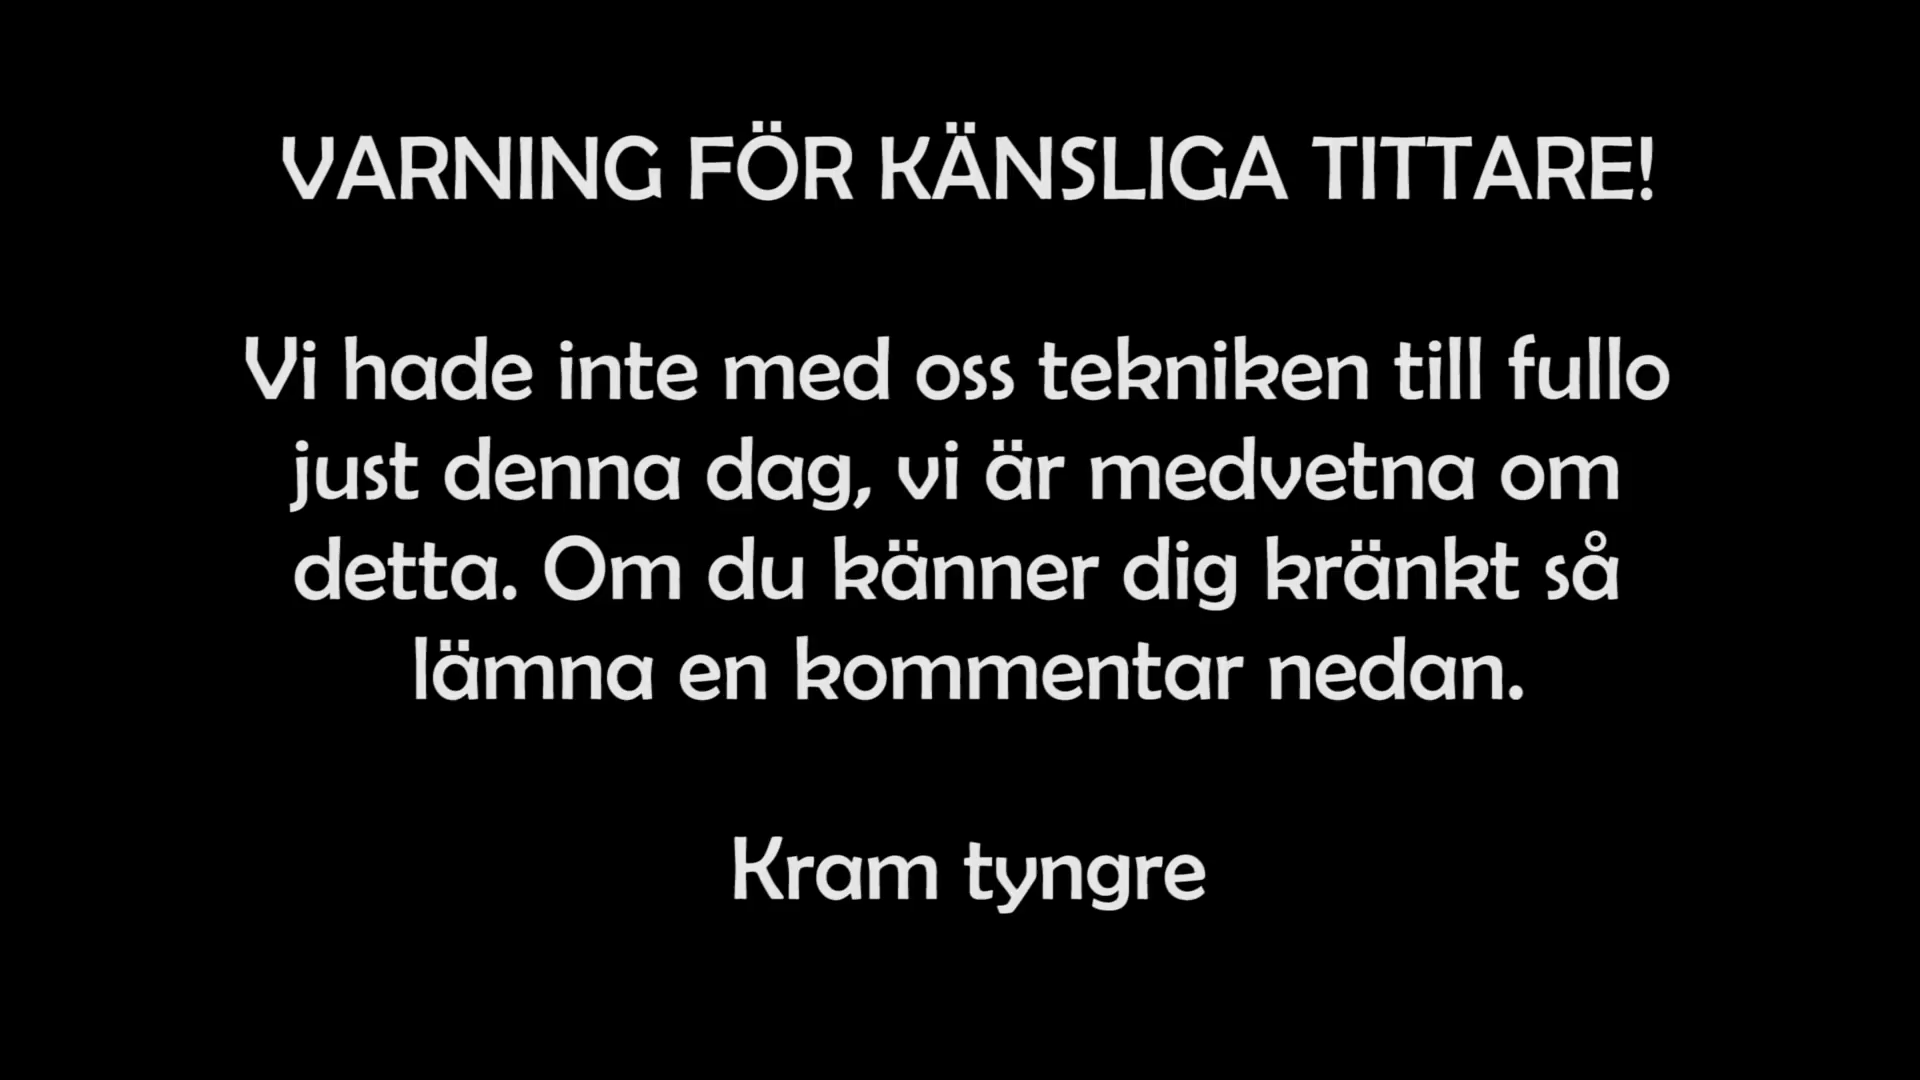 VARNING FÖR KÄNSLIGA TITTARE!
Vi hade inte med oss tekniken till fullo
just denna dag, vi är medvetna om
detta. Om du känner dig kränkt så
lämna en kommentar nedan.
Kram tyngre